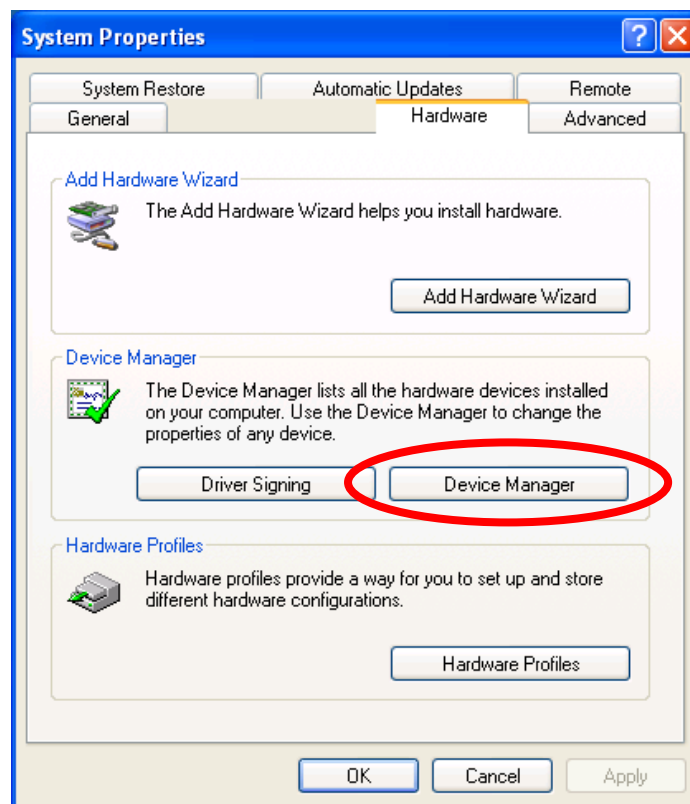 System Properties
System Restore
Automatic Updates
Remote
General
Hardware
Advanced
Add Hardware Wizard
The Add Hardware Wizard helps you install hardware.
Add Hardware Wizard
Device Manager
The Device Manager lists all the hardware devices installed
on your computer. Use the Device Manager to change the
properties of any device.
Driver Signing
Device Manager
Hardware Profiles
Hardware profiles provide a way for you to set up and store
different hardware configurations.
Hardware Profiles
OK
Cancel
Apply